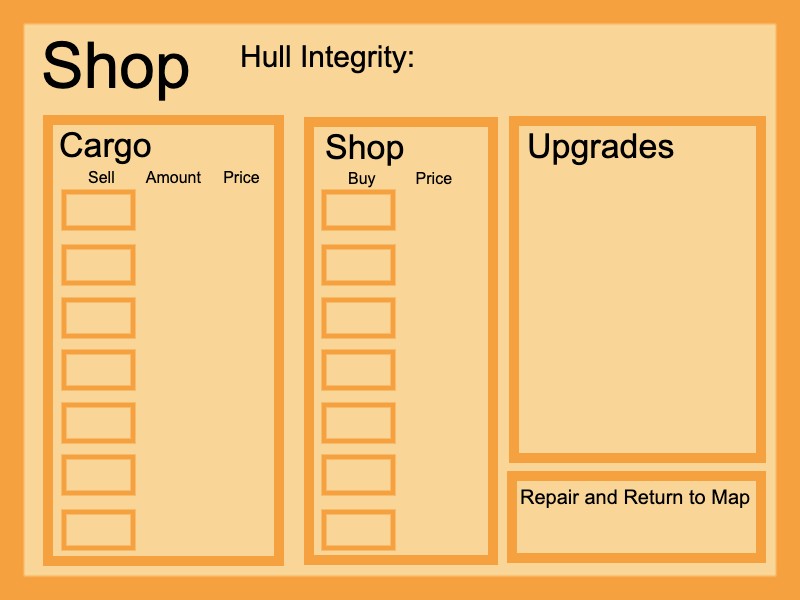 Shop
Hull Integrity:
Cargo
Sell Amount Price
Shop
Buy Price
Upgrades
Repair and Return to Map